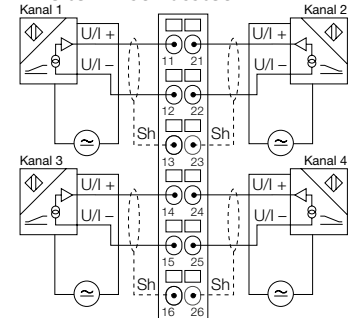 Kanal 1 Kanal 2
U/I + U/I +
11 21
U/I – U/I –
12 22
Sh Sh
13 23
Kanal 3 Kanal 4
U/I + U/I +
14 24
U/I – U/I –
15 25
Sh Sh
16 26